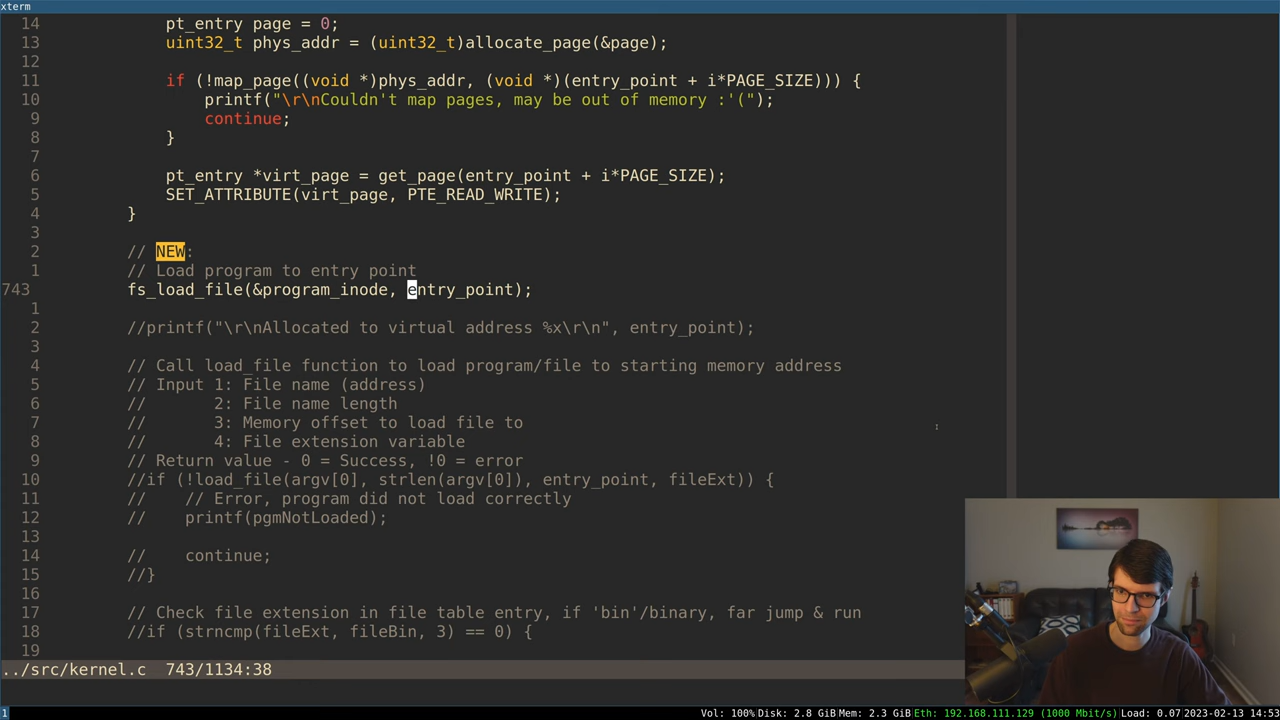 xterm
14 pt_entry page = 0;
13 uint32_t phys_addr = (uint32_t)allocate_page(&page);
12
11 if (!map_page((void *)phys_addr, (void *)(entry_point + i*PAGE_SIZE))) {
10 printf("\r\nCouldn't map pages, may be out of memory :'(");
9 continue;
8 }
7
6 pt_entry *virt_page = get_page(entry_point + i*PAGE_SIZE);
5 SET_ATTRIBUTE(virt_page, PTE_READ_WRITE);
4 }
3
2 // NEW:
1 // Load program to entry point
743 fs_load_file(&program_inode, entry_point);
1
2 //printf("\r\nAllocated to virtual address %x\r\n", entry_point);
3
4 // Call load_file function to load program/file to starting memory address
5 // Input 1: File name (address)
6 // 2: File name length
7 // 3: Memory offset to load file to
8 // 4: File extension variable
9 // Return value - 0 = Success, !0 = error
10 //if (!load_file(argv[0], strlen(argv[0]), entry_point, fileExt)) {
11 // // Error, program did not load correctly
12 // printf(pgmNotLoaded);
13
14 // continue;
15 //}
16
17 // Check file extension in file table entry, if 'bin'/binary, far jump & run
18 //if (strncmp(fileExt, fileBin, 3) == 0) {
19
../src/kernel.c 743/1134:38
1 Vol: 100% Disk: 2.8 GiB Mem: 2.3 GiB Eth: 192.168.111.129 (1000 Mbit/s) Load: 0.07 2023-02-13 14:53